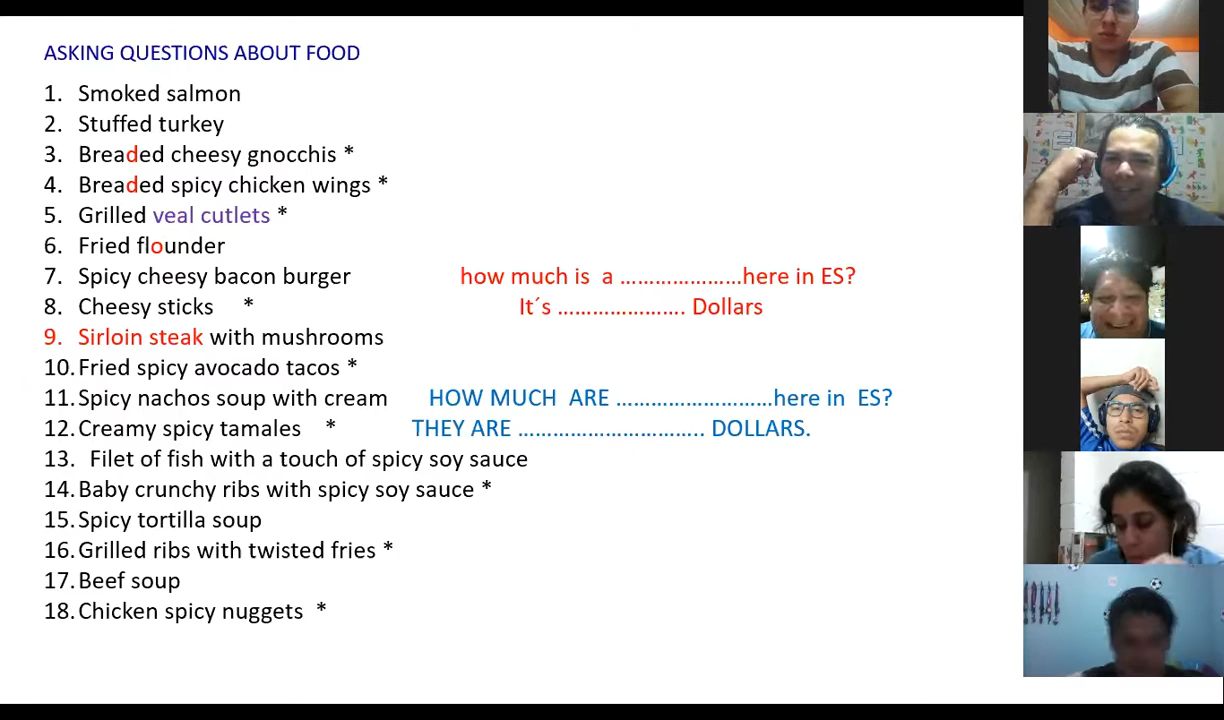 ASKING QUESTIONS ABOUT FOOD
1. Smoked salmon
2. Stuffed turkey
3. Breaded cheesy gnocchis *
4. Breaded spicy chicken wings *
5. Grilled veal cutlets *
6. Fried flounder
7. Spicy cheesy bacon burger
how much is a ...................here in ES?
8. Cheesy sticks *
It´s .................... Dollars
9. Sirloin steak with mushrooms
10. Fried spicy avocado tacos *
11. Spicy nachos soup with cream
HOW MUCH ARE .........................here in ES?
12. Creamy spicy tamales *
THEY ARE .............................. DOLLARS.
13. Filet of fish with a touch of spicy soy sauce
14. Baby crunchy ribs with spicy soy sauce *
15. Spicy tortilla soup
16. Grilled ribs with twisted fries *
17. Beef soup
18. Chicken spicy nuggets *